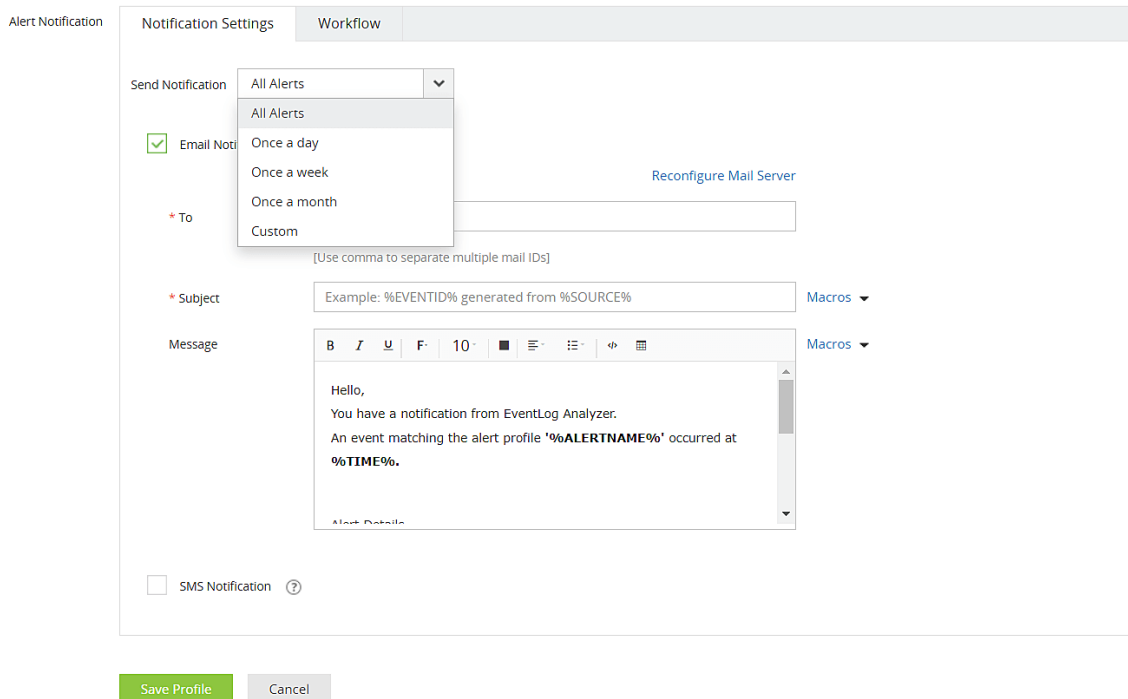 Alert Notification
Notification Settings
Workflow
Send Notification
All Alerts
All Alerts
Once a day
Once a week
Once a month
Custom
Email Noti
Reconfigure Mail Server
* To
[Use comma to separate multiple mail IDs]
* Subject
Example: %EVENTID% generated from %SOURCE%
Macros
Message
B I U F 10
Macros
Hello,
You have a notification from EventLog Analyzer.
An event matching the alert profile '%ALERTNAME%' occurred at
%TIME%.
Alert Details
SMS Notification ?
Save Profile
Cancel